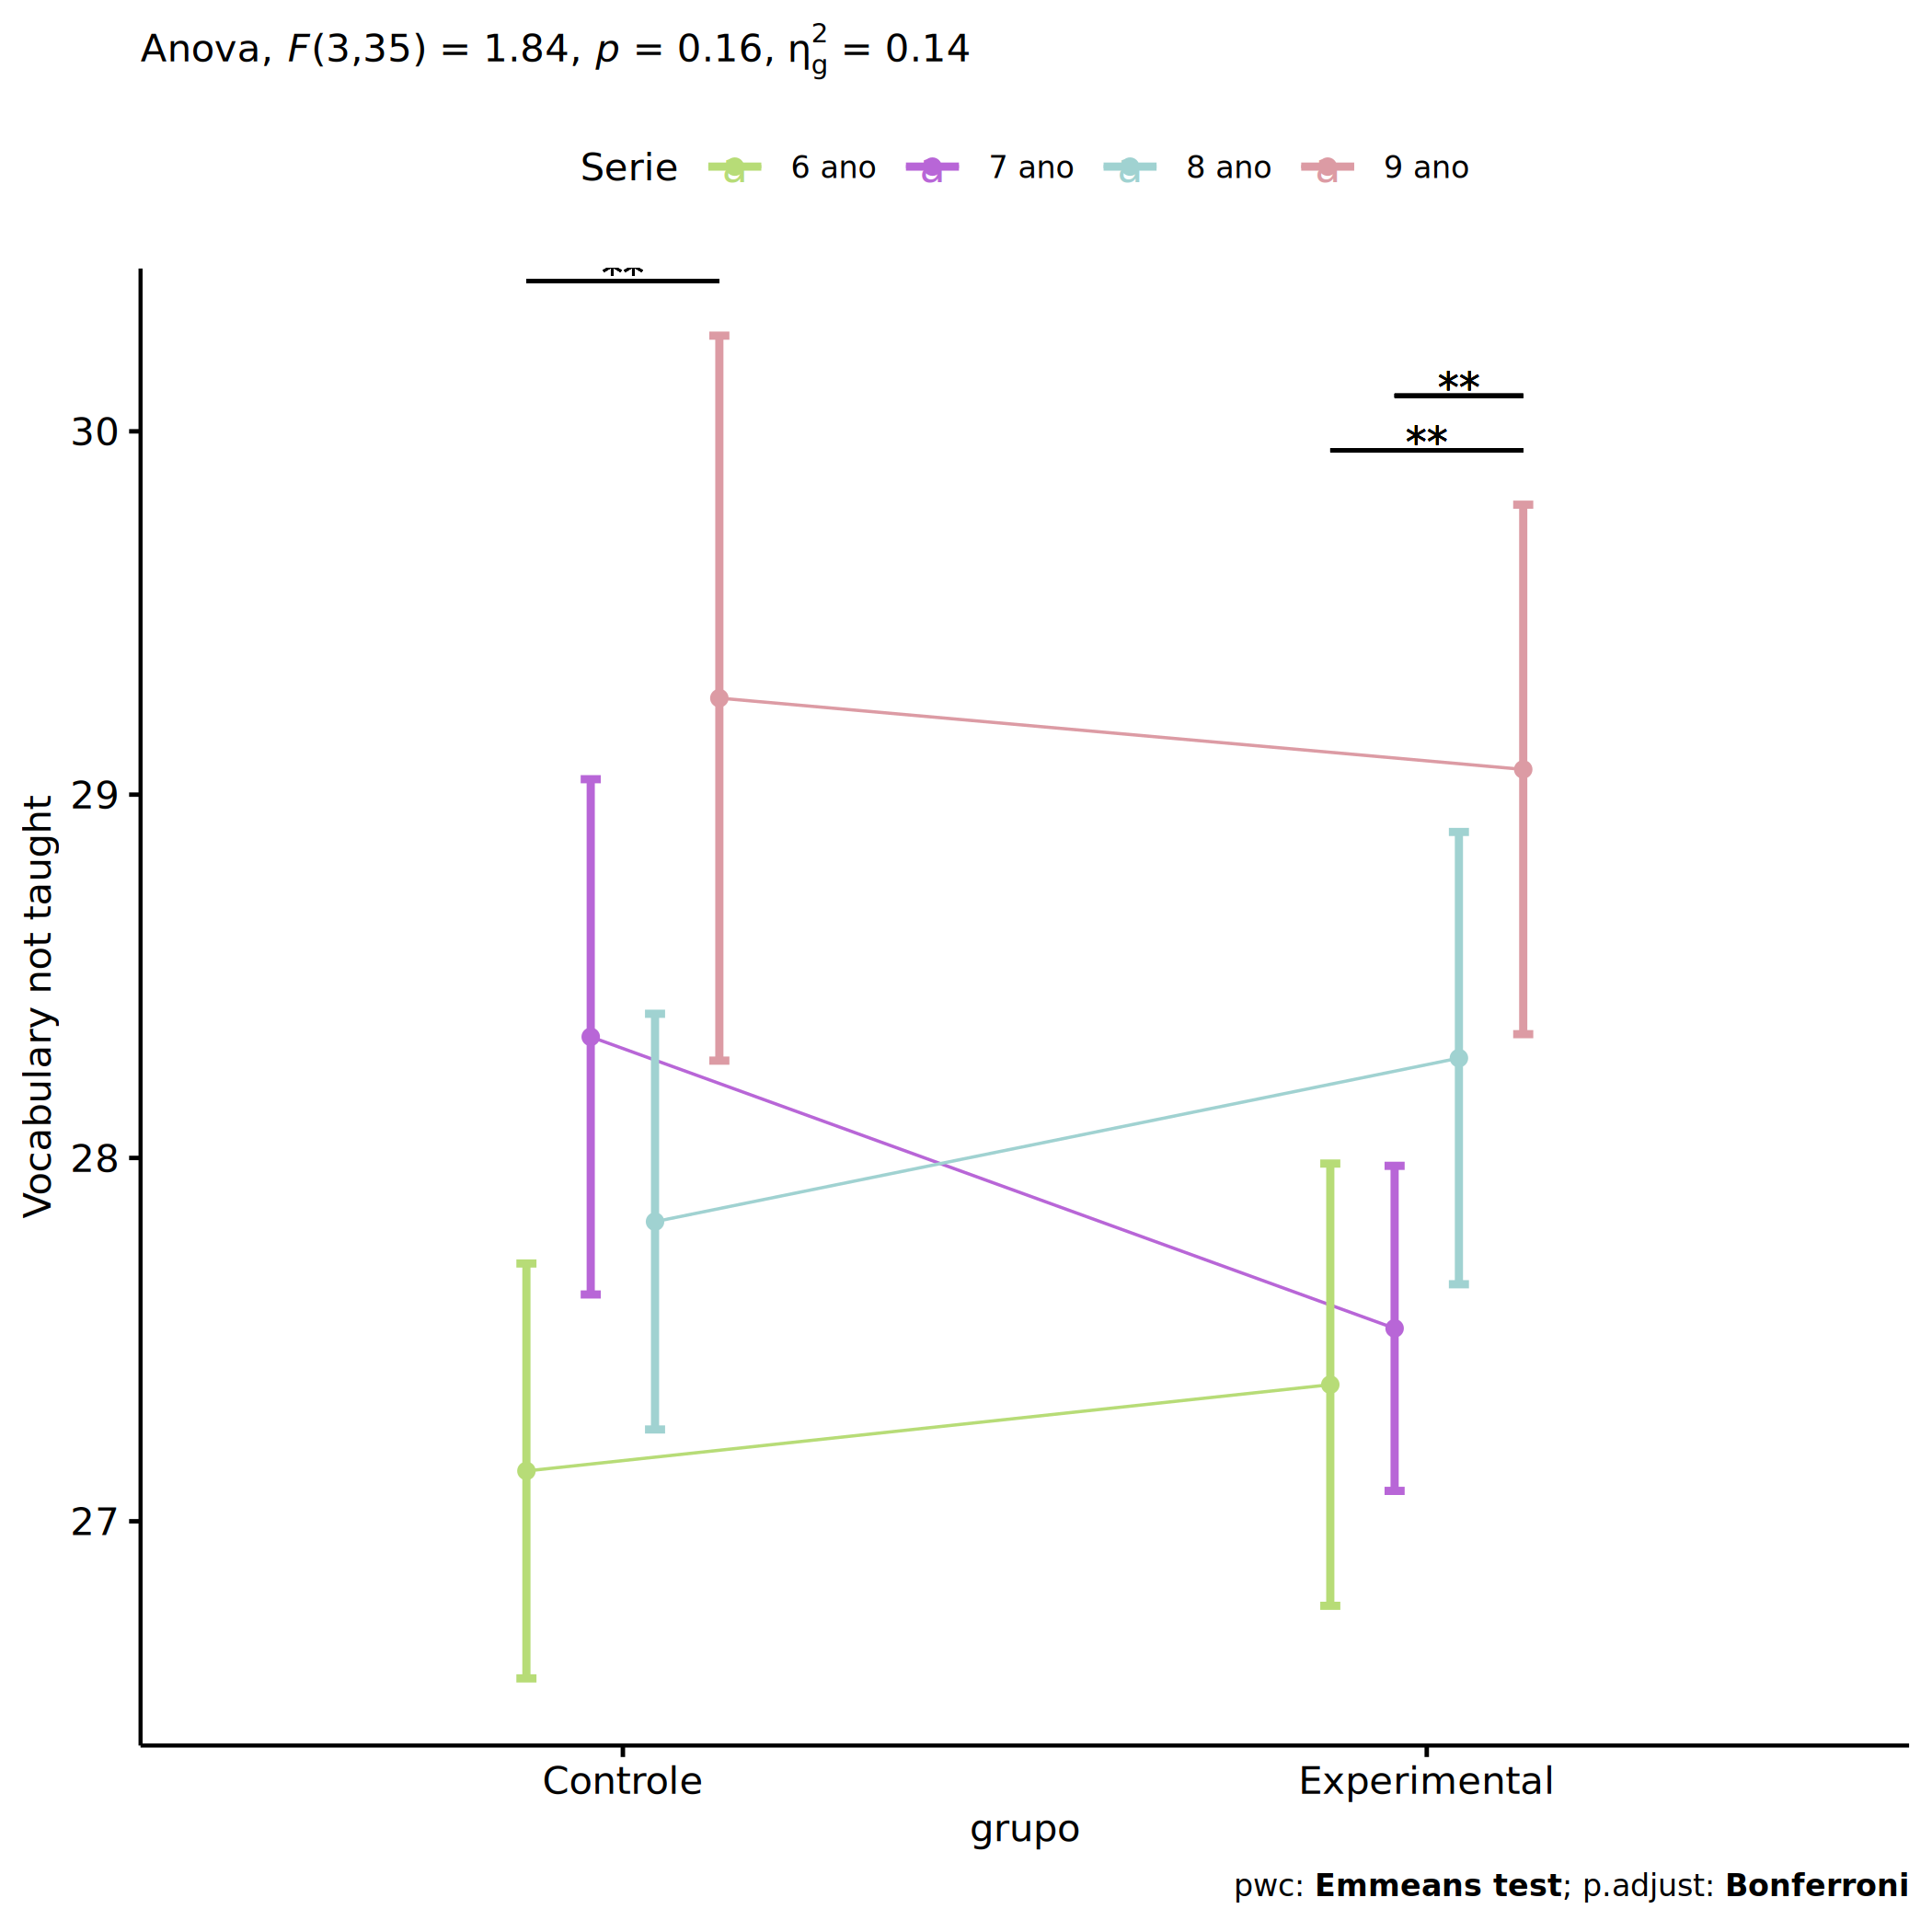 Anova, F(3,35) = 1.84, p = 0.16, η²g = 0.14
Serie a 6 ano a 7 ano a 8 ano a 9 ano
**
**
**
30
29
28
27
Vocabulary not taught
Controle Experimental
grupo
pwc: Emmeans test; p.adjust: Bonferroni